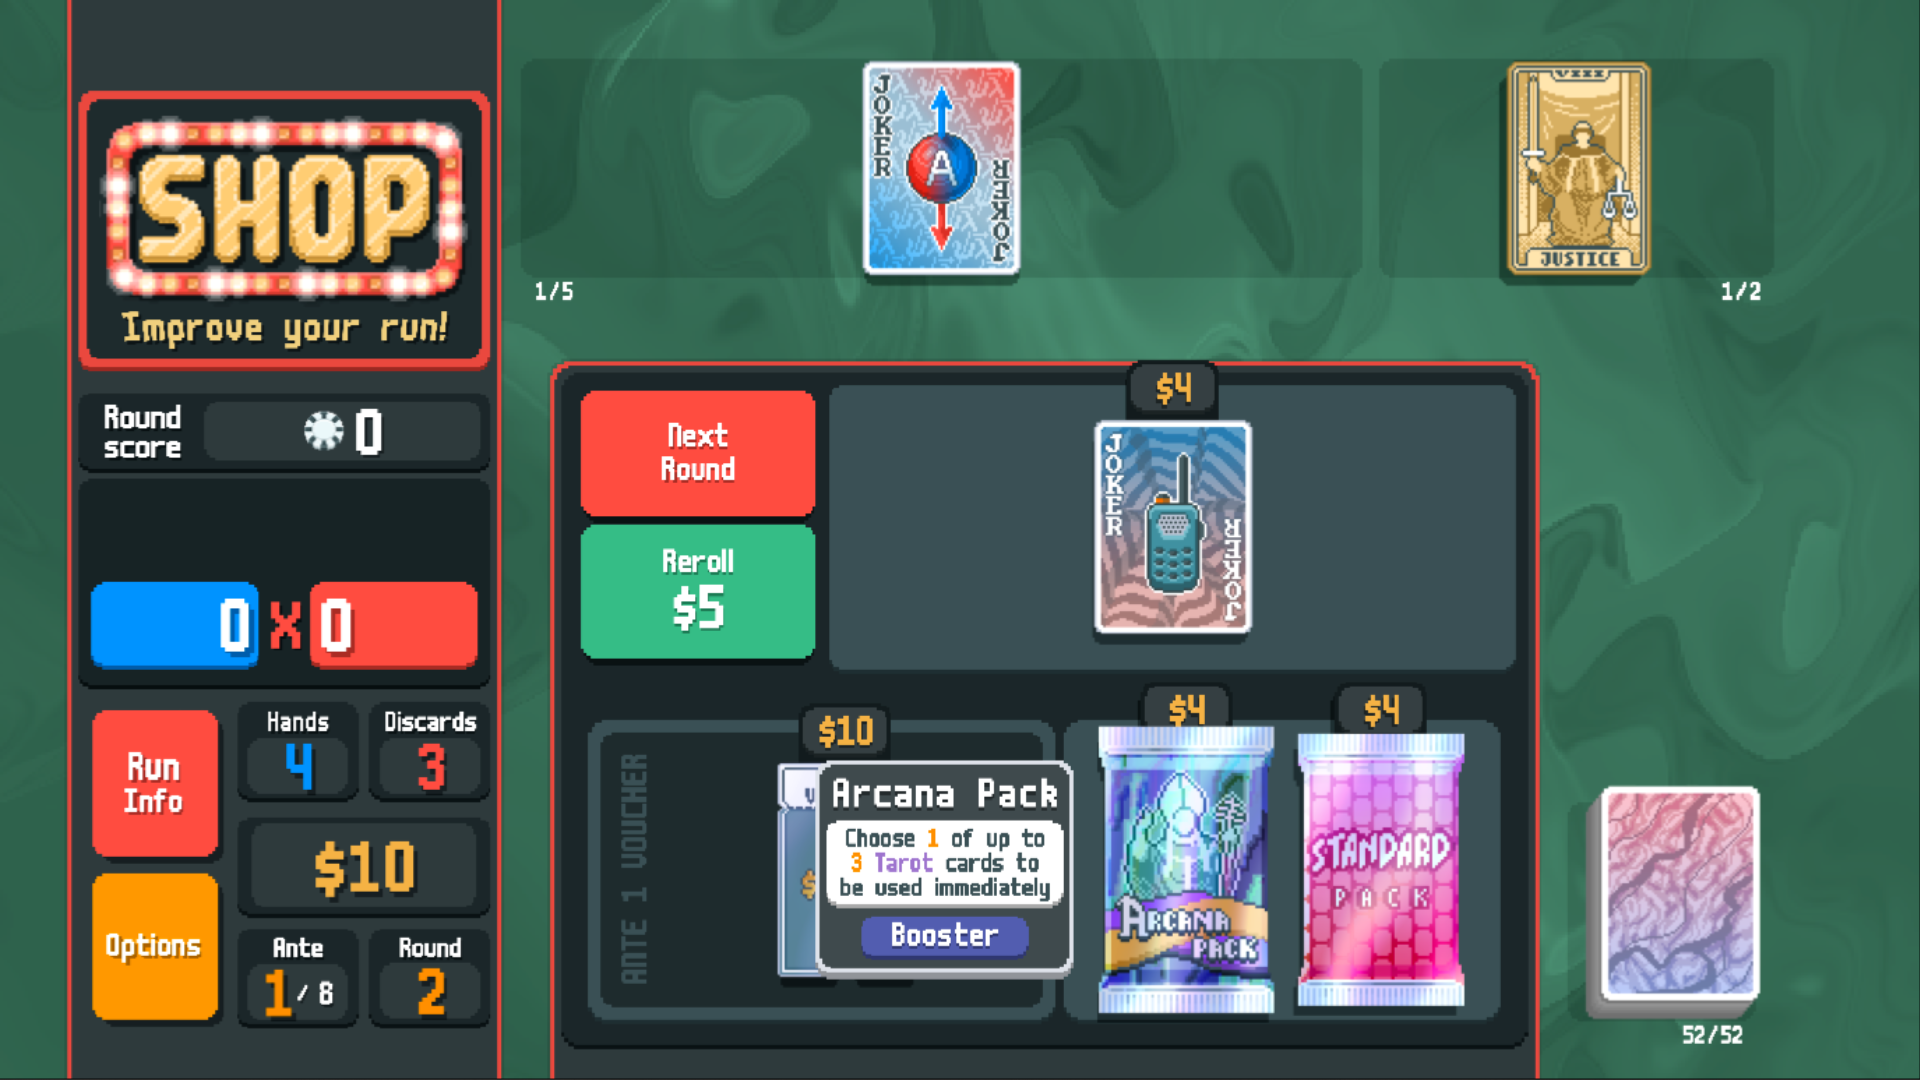 SHOP
Improve your run!
Round
score
0
0 X 0
Run
Info
Options
Hands
4
Discards
3
$10
Ante
1 / 8
Round
2
JOKER
A
JOKER
1/5
VIII
JUSTICE
1/2
Next
Round
Reroll
$5
$4
JOKER
JOKER
ANTE 1 VOUCHER
$10
Arcana Pack
Choose 1 of up to
3 Tarot cards to
be used immediately
Booster
$4
ARCANA
PACK
$4
STANDARD
PACK
52/52